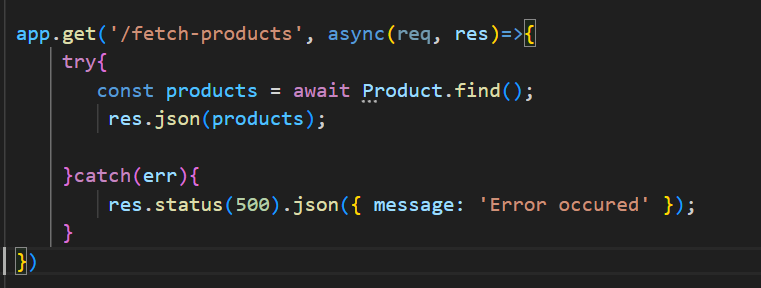 app.get('/fetch-products', async(req, res)=>{
try{
const products = await Product.find();
res.json(products);
}catch(err){
res.status(500).json({ message: 'Error occured' });
}
})